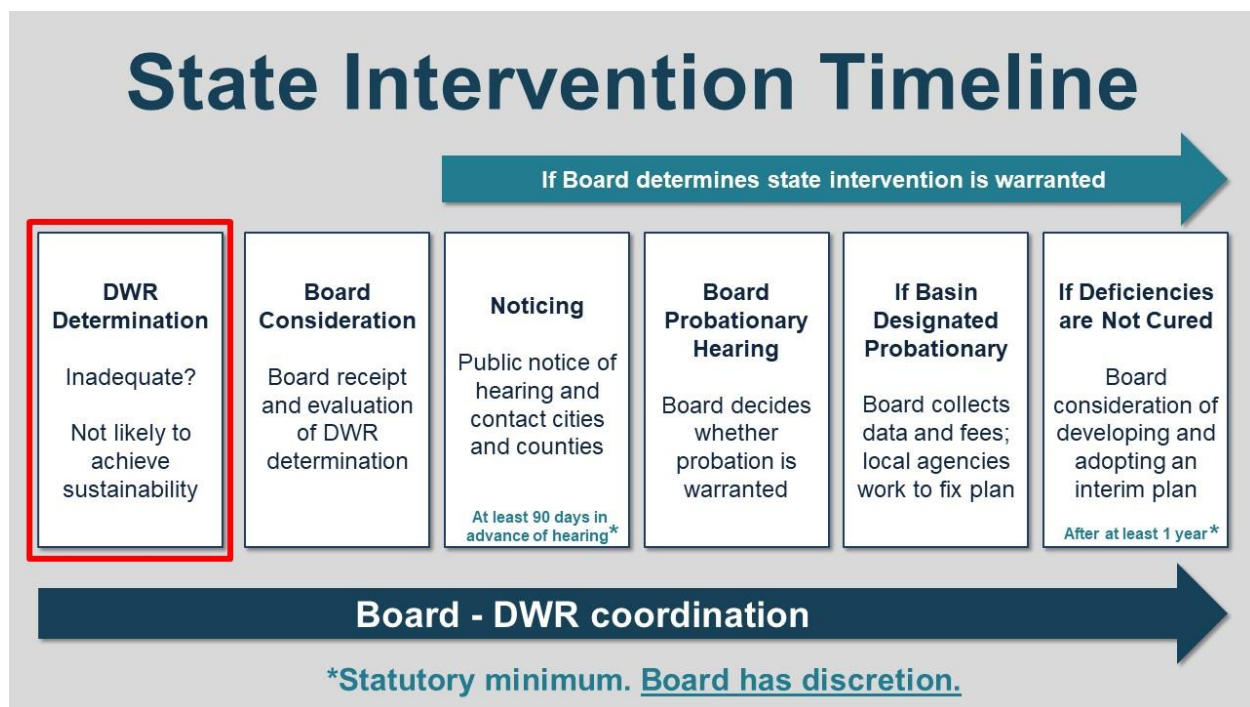 State Intervention Timeline
If Board determines state intervention is warranted
DWR
Determination
Inadequate?
Not likely to
achieve
sustainability
Board
Consideration
Board receipt
and evaluation
of DWR
determination
Noticing
Public notice of
hearing and
contact cities
and counties
At least 90 days in
advance of hearing*
Board
Probationary
Hearing
Board decides
whether
probation is
warranted
If Basin
Designated
Probationary
Board collects
data and fees;
local agencies
work to fix plan
If Deficiencies
are Not Cured
Board
consideration of
developing and
adopting an
interim plan
After at least 1 year*
Board - DWR coordination
*Statutory minimum. Board has discretion.